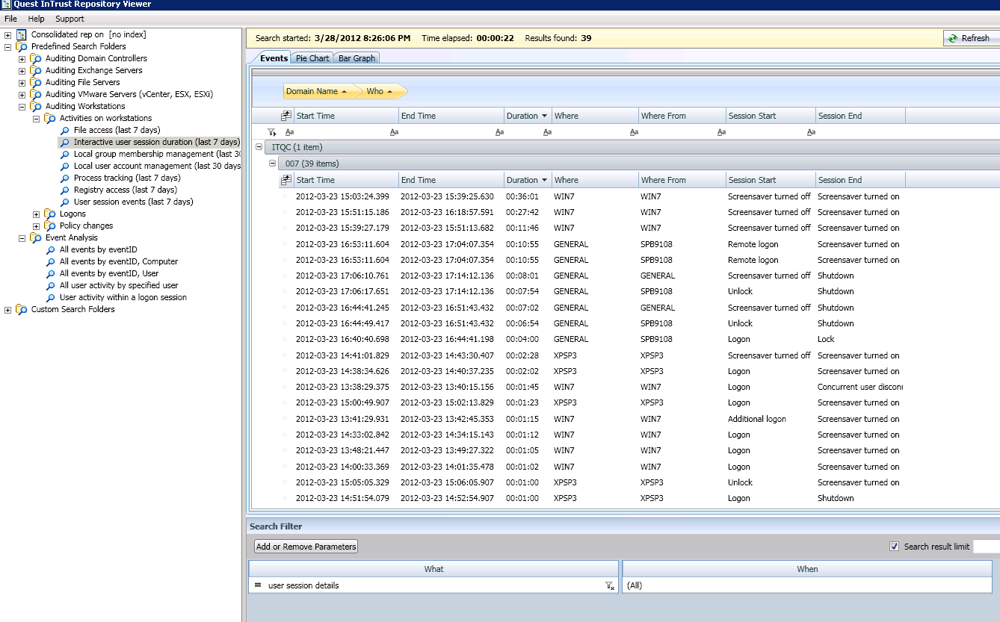 Quest InTrust Repository Viewer
File Help Support
Consolidated rep on [no index]
Predefined Search Folders
Auditing Domain Controllers
Auditing Exchange Servers
Auditing File Servers
Auditing VMware Servers (vCenter, ESX, ESXi)
Auditing Workstations
Activities on workstations
File access (last 7 days)
Interactive user session duration (last 7 days)
Local group membership management (last 30
Local user account management (last 30 days
Process tracking (last 7 days)
Registry access (last 7 days)
User session events (last 7 days)
Logons
Policy changes
Event Analysis
All events by eventID
All events by eventID, Computer
All events by eventID, User
All user activity by specified user
User activity within a logon session
Custom Search Folders
Search started: 3/28/2012 8:26:06 PM Time elapsed: 00:00:22 Results found: 39
Refresh
Events Pie Chart Bar Graph
Domain Name Who
Start Time End Time Duration Where Where From Session Start Session End
Aa Aa Aa Aa Aa Aa Aa
ITQC (1 item)
007 (39 items)
Start Time End Time Duration Where Where From Session Start Session End
2012-03-23 15:03:24.399 2012-03-23 15:39:25.630 00:36:01 WIN7 WIN7 Screensaver turned off Screensaver turned on
2012-03-23 15:51:15.186 2012-03-23 16:18:57.591 00:27:42 WIN7 WIN7 Screensaver turned off Screensaver turned on
2012-03-23 15:39:27.179 2012-03-23 15:51:13.682 00:11:46 WIN7 WIN7 Screensaver turned off Screensaver turned on
2012-03-23 16:53:11.604 2012-03-23 17:04:07.354 00:10:55 GENERAL SPB9108 Remote logon Screensaver turned on
2012-03-23 16:53:11.604 2012-03-23 17:04:07.354 00:10:55 GENERAL SPB9108 Remote logon Screensaver turned on
2012-03-23 17:06:10.761 2012-03-23 17:14:12.136 00:08:01 GENERAL GENERAL Screensaver turned off Shutdown
2012-03-23 17:06:17.651 2012-03-23 17:14:12.136 00:07:54 GENERAL SPB9108 Unlock Shutdown
2012-03-23 16:44:41.245 2012-03-23 16:51:43.432 00:07:02 GENERAL GENERAL Screensaver turned off Shutdown
2012-03-23 16:44:49.417 2012-03-23 16:51:43.432 00:06:54 GENERAL SPB9108 Unlock Shutdown
2012-03-23 16:40:40.698 2012-03-23 16:44:41.198 00:04:00 GENERAL SPB9108 Logon Lock
2012-03-23 14:41:01.829 2012-03-23 14:43:30.407 00:02:28 XPSP3 XPSP3 Screensaver turned off Screensaver turned on
2012-03-23 14:38:34.626 2012-03-23 14:40:37.235 00:02:02 XPSP3 XPSP3 Logon Screensaver turned on
2012-03-23 13:38:29.375 2012-03-23 13:40:15.156 00:01:45 WIN7 WIN7 Logon Concurrent user disconn
2012-03-23 15:00:49.907 2012-03-23 15:02:13.829 00:01:23 XPSP3 XPSP3 Logon Screensaver turned on
2012-03-23 13:41:29.931 2012-03-23 13:42:45.353 00:01:15 WIN7 WIN7 Additional logon Screensaver turned on
2012-03-23 14:33:02.842 2012-03-23 14:34:15.143 00:01:12 WIN7 WIN7 Logon Screensaver turned on
2012-03-23 13:48:21.447 2012-03-23 13:49:27.322 00:01:05 WIN7 WIN7 Logon Screensaver turned on
2012-03-23 14:00:33.369 2012-03-23 14:01:35.478 00:01:02 WIN7 WIN7 Logon Screensaver turned on
2012-03-23 15:05:05.329 2012-03-23 15:06:05.907 00:01:00 XPSP3 XPSP3 Unlock Screensaver turned on
2012-03-23 14:51:54.079 2012-03-23 14:52:54.907 00:01:00 XPSP3 XPSP3 Logon Shutdown
Search Filter
Add or Remove Parameters Search result limit
What When
= user session details (All)